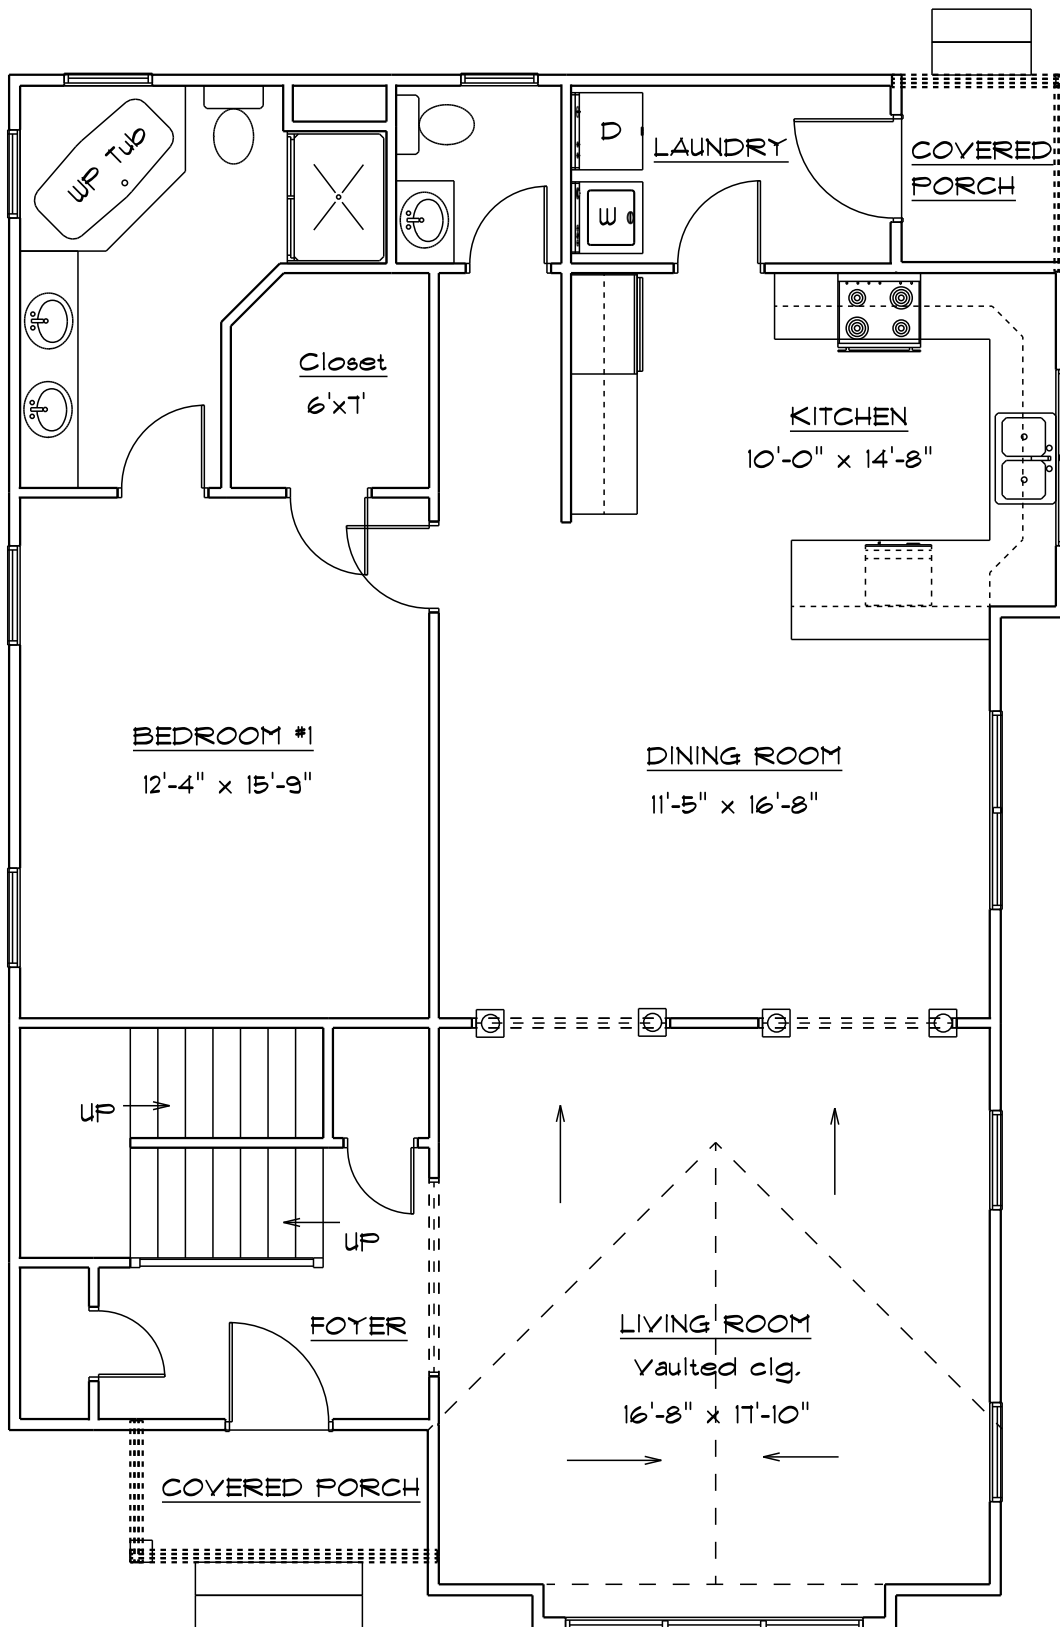 WP Tub
D
LAUNDRY
COVERED
PORCH
W
Closet
6'x7'
KITCHEN
10'-0" x 14'-8"
BEDROOM #1
12'-4" x 15'-9"
DINING ROOM
11'-5" x 16'-8"
UP
UP
FOYER
LIVING ROOM
Vaulted clg.
16'-8" x 17'-10"
COVERED PORCH